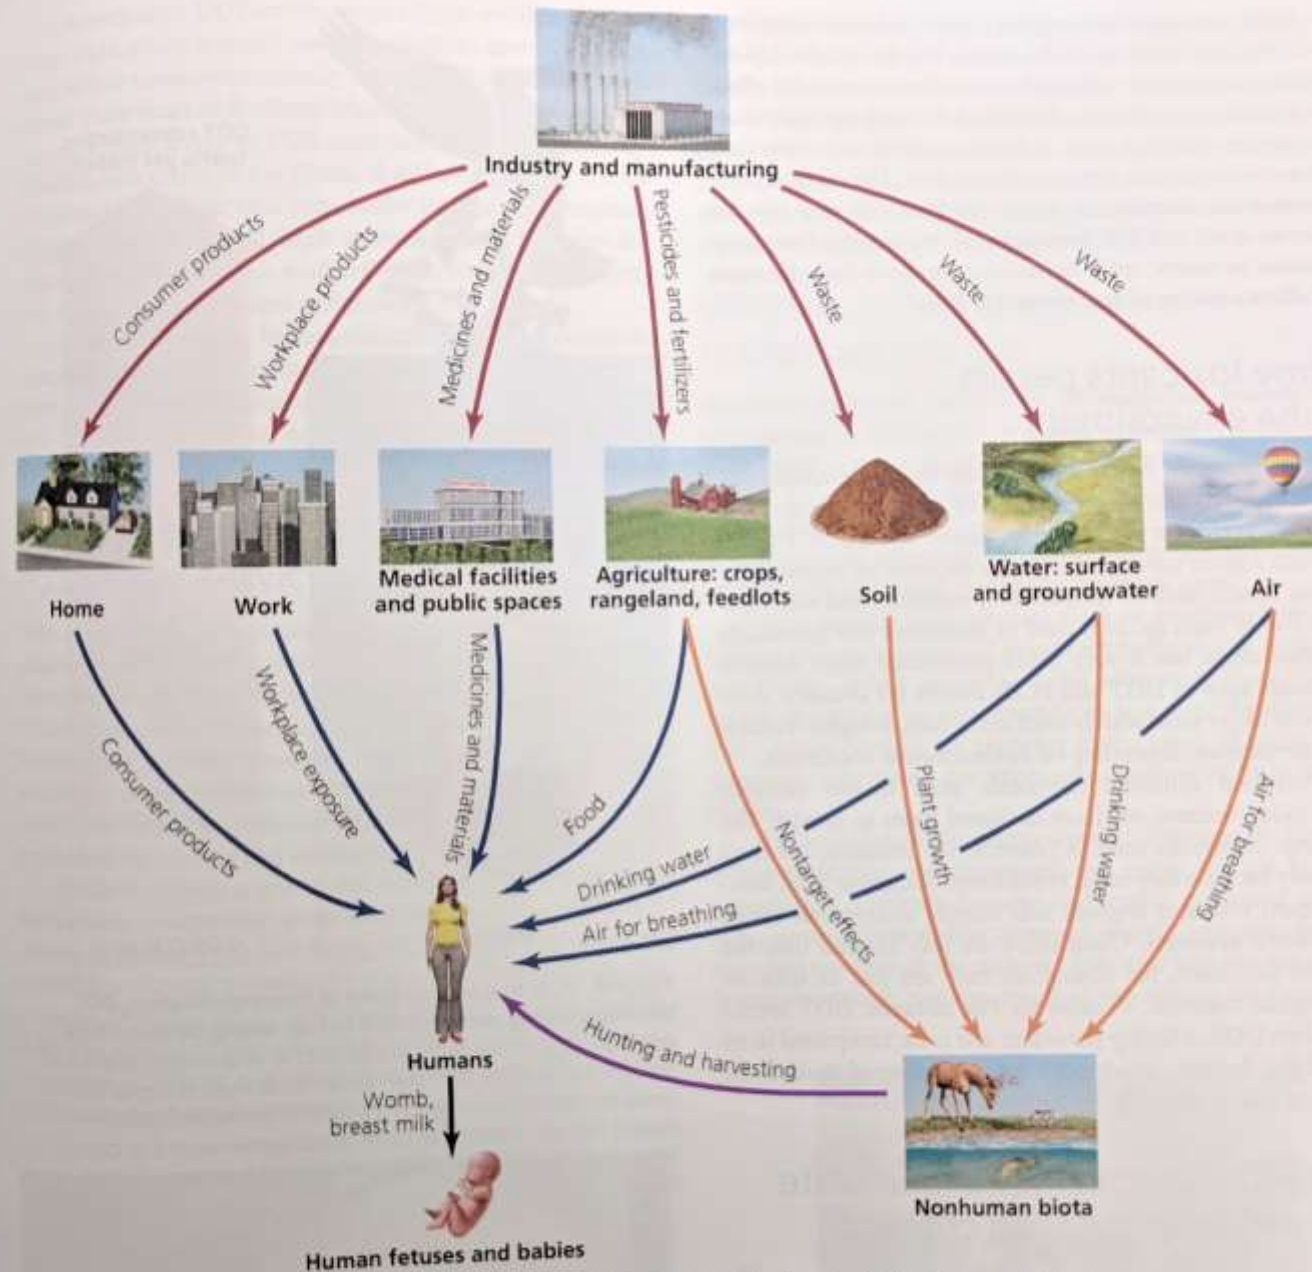 Industry and manufacturing
Consumer products
Workplace products
Medicines and materials
Pesticides and fertilizers
Waste
Waste
Waste
Home
Work
Medical facilities
and public spaces
Agriculture: crops,
rangeland, feedlots
Soil
Water: surface
and groundwater
Air
Consumer products
Workplace exposure
Medicines and materials
Food
Drinking water
Air for breathing
Nontarget effects
Plant growth
Drinking water
Air for breathing
Hunting and harvesting
Humans
Womb,
breast milk
Human fetuses and babies
Nonhuman biota